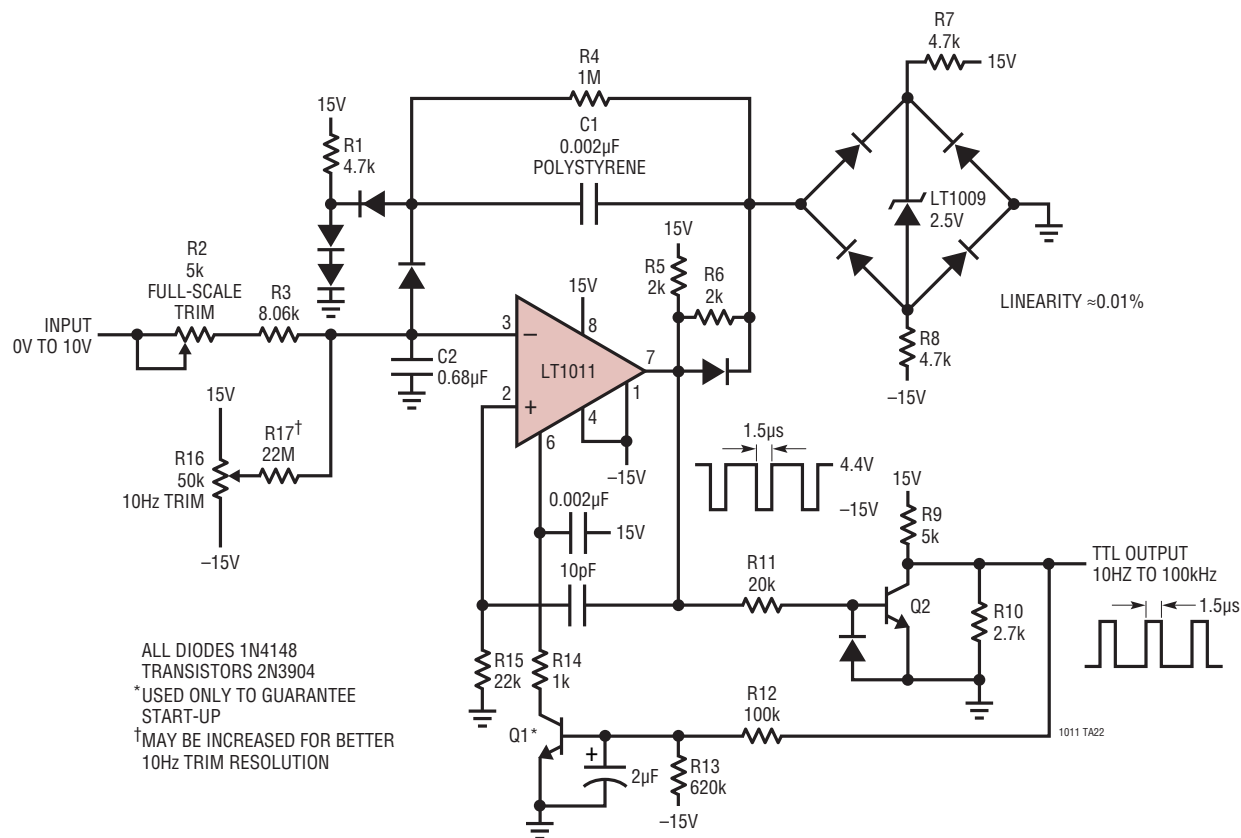 R7
4.7k
15V
R4
1M
C1
0.002µF
POLYSTYRENE
15V
R1
4.7k
LT1009
2.5V
R2
5k
FULL-SCALE
TRIM
R3
8.06k
INPUT
0V TO 10V
15V
R5
2k
R6
2k
LINEARITY ≈0.01%
15V
3
8
–
LT1011
7
2
+
1
4
6
–15V
C2
0.68µF
R8
4.7k
–15V
15V
R16
50k
10Hz TRIM
R17†
22M
–15V
1.5µs
4.4V
–15V
0.002µF
15V
10pF
15V
R9
5k
R11
20k
Q2
R10
2.7k
TTL OUTPUT
10HZ TO 100kHz
1.5µs
R15
22k
R14
1k
ALL DIODES 1N4148
TRANSISTORS 2N3904
*USED ONLY TO GUARANTEE
START-UP
†MAY BE INCREASED FOR BETTER
10Hz TRIM RESOLUTION
Q1*
+
2µF
R13
620k
–15V
R12
100k
1011 TA22